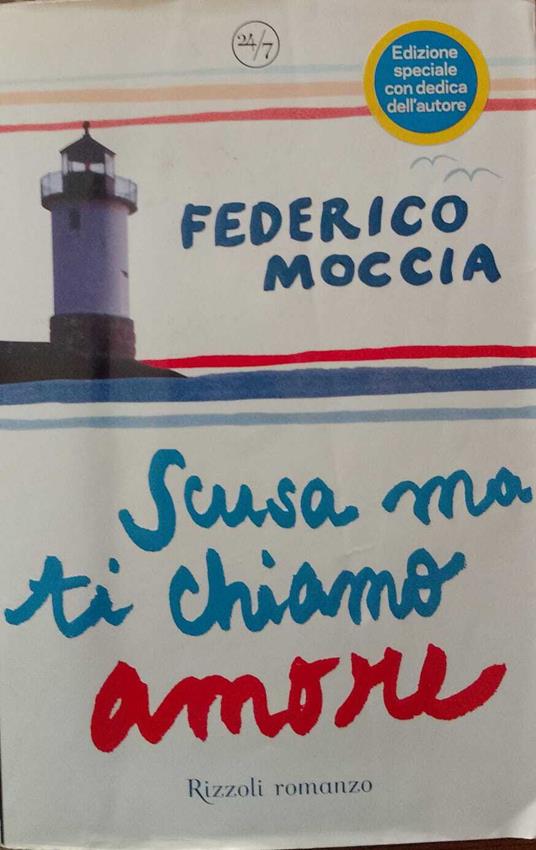 24/7
Edizione
speciale
con dedica
dell'autore
FEDERICO
MOCCIA
Scusa ma
ti chiamo
amore
Rizzoli romanzo